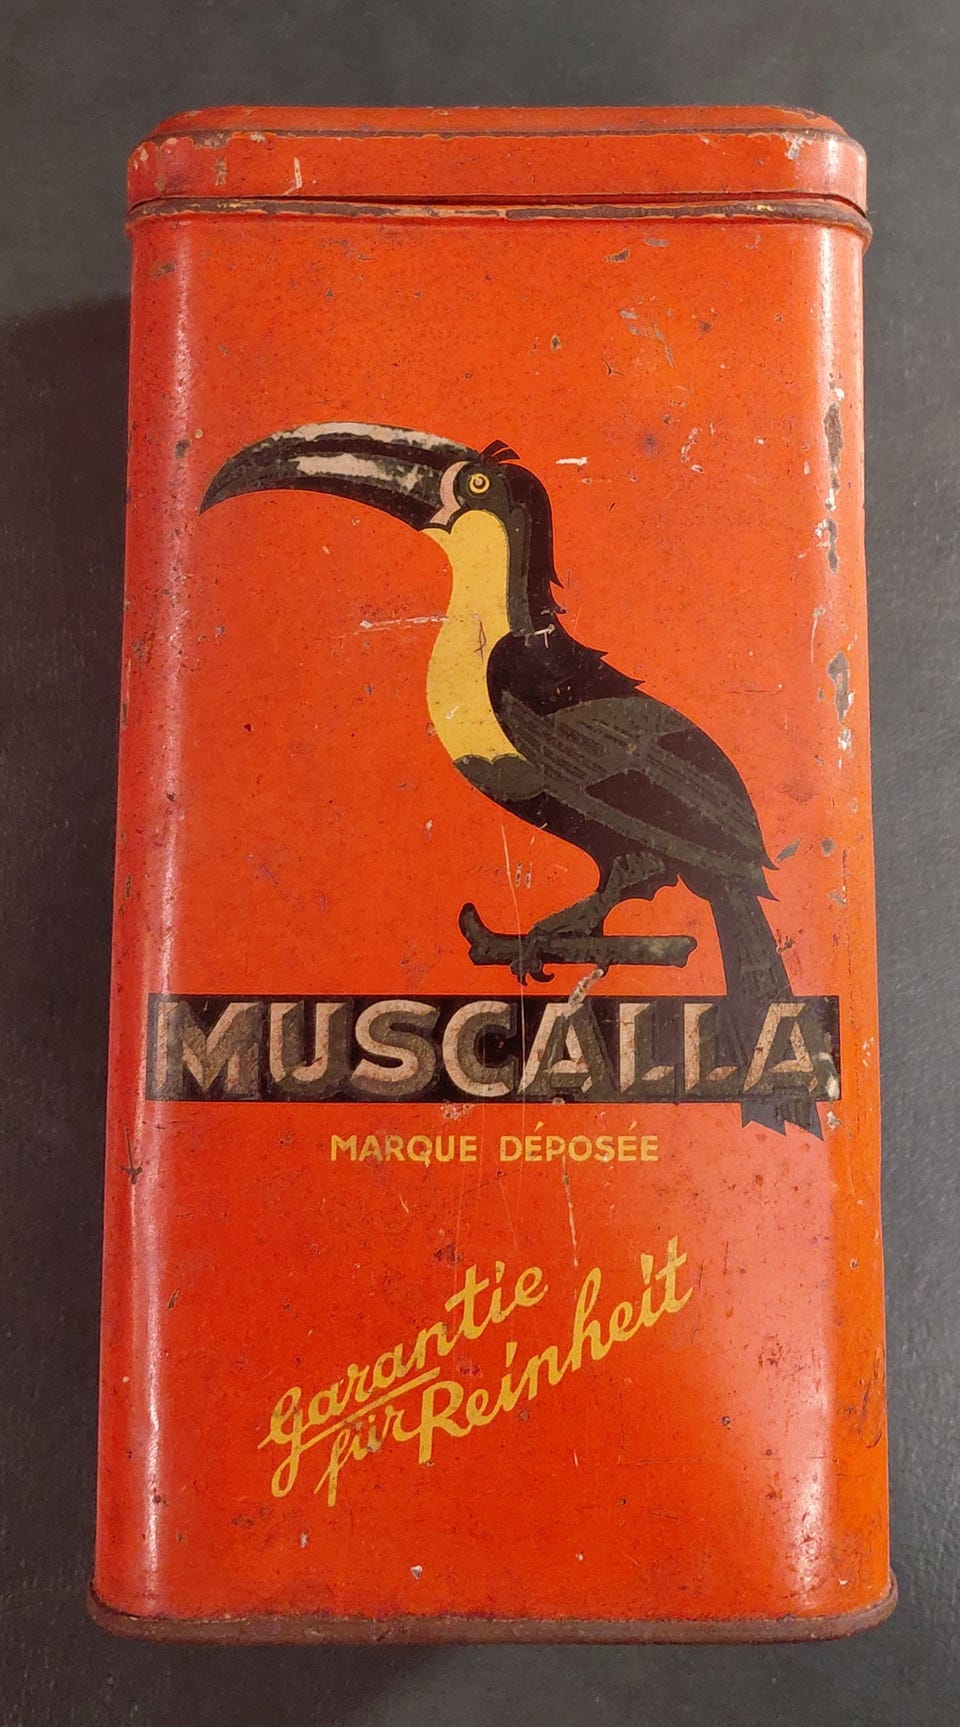 MUSCALLA
MARQUE DÉPOSÉE
Garantie
für Reinheit